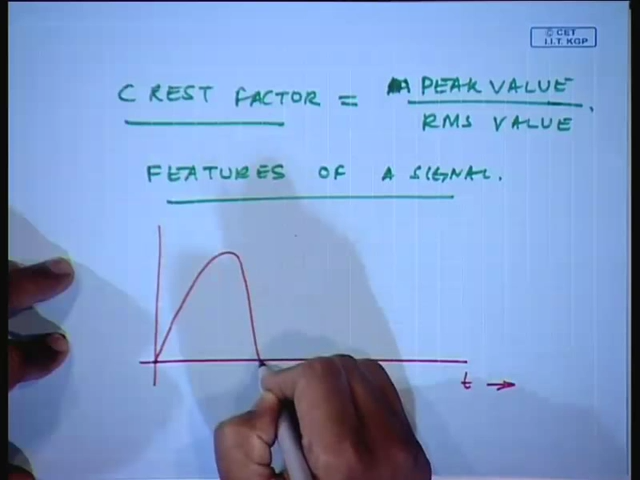 © CET
I.I.T. KGP
CREST FACTOR = PEAK VALUE
RMS VALUE
FEATURES OF A SIGNAL.
t →